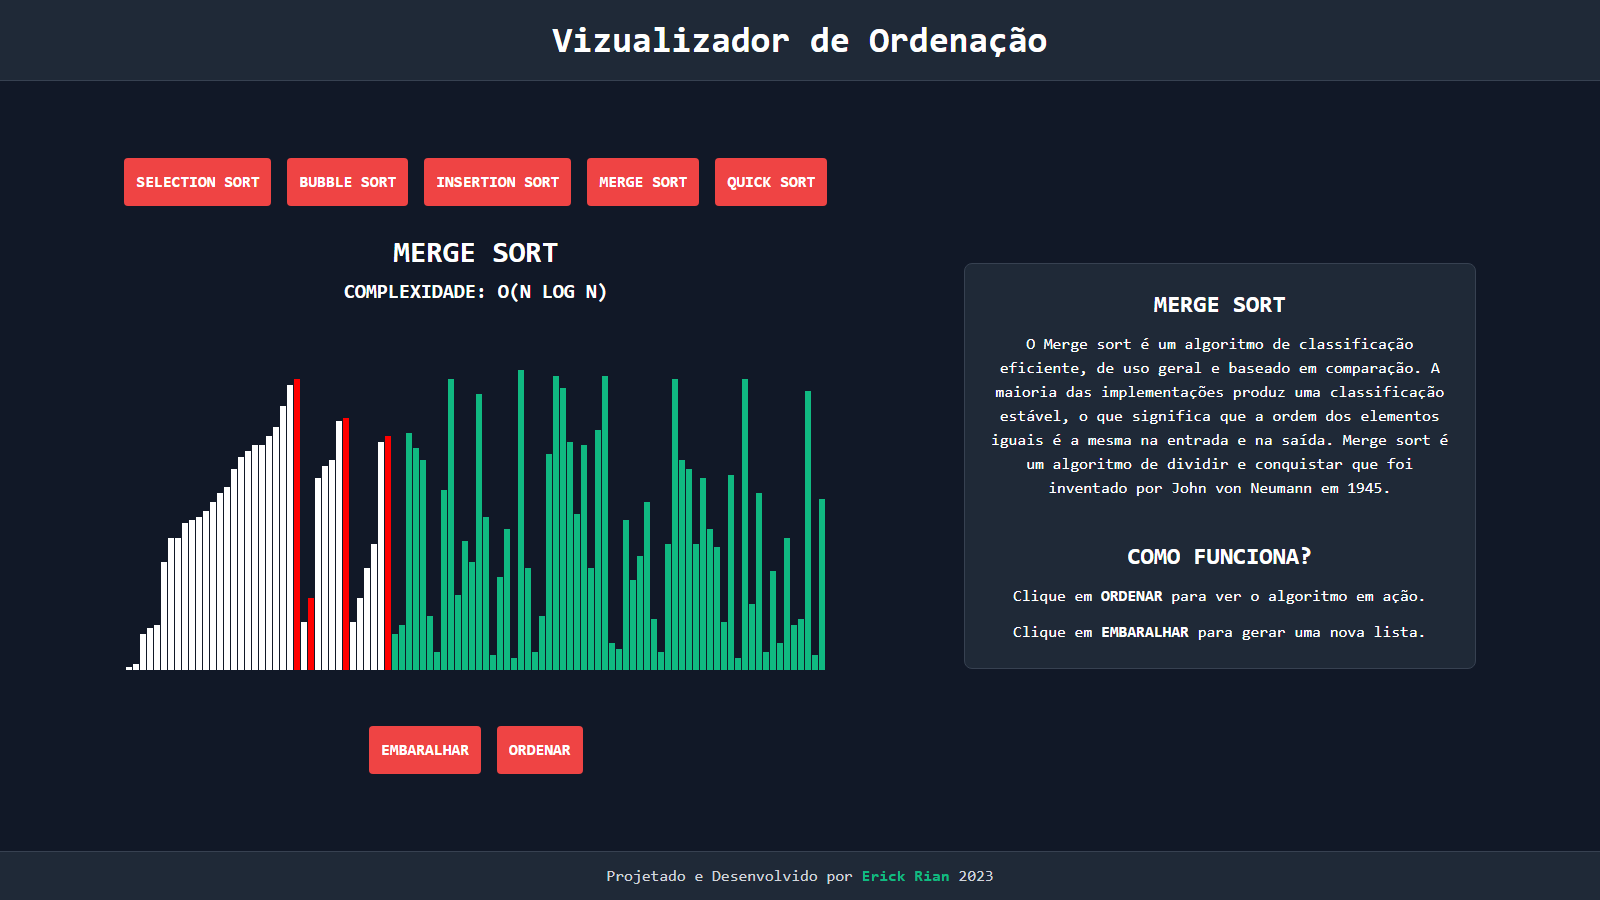 Vizualizador de Ordenação
SELECTION SORT
BUBBLE SORT
INSERTION SORT
MERGE SORT
QUICK SORT
MERGE SORT
COMPLEXIDADE: O(N LOG N)
MERGE SORT
O Merge sort é um algoritmo de classificação
eficiente, de uso geral e baseado em comparação. A
maioria das implementações produz uma classificação
estável, o que significa que a ordem dos elementos
iguais é a mesma na entrada e na saída. Merge sort é
um algoritmo de dividir e conquistar que foi
inventado por John von Neumann em 1945.
COMO FUNCIONA?
Clique em ORDENAR para ver o algoritmo em ação.
Clique em EMBARALHAR para gerar uma nova lista.
EMBARALHAR
ORDENAR
Projetado e Desenvolvido por Erick Rian 2023